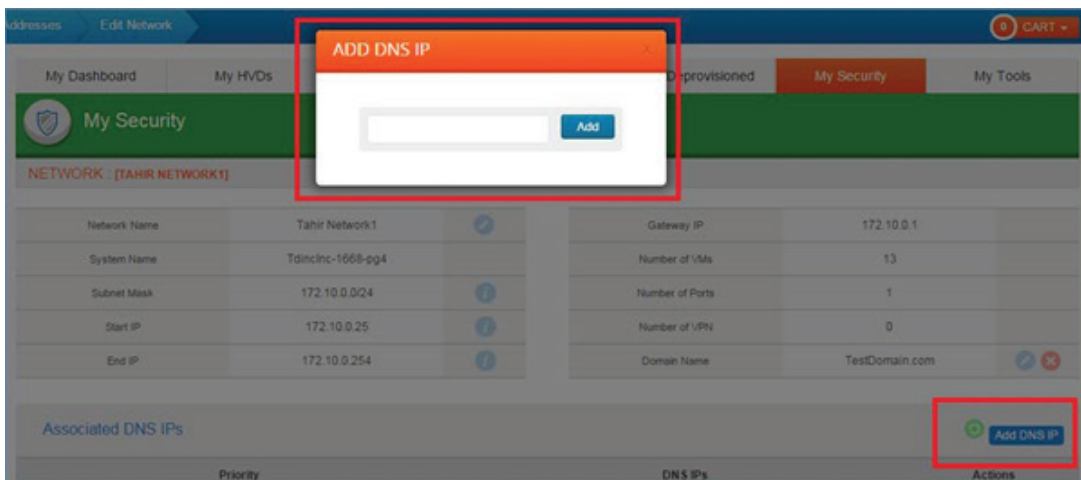 Addresses Edit Network 0 CART
ADD DNS IP x
My Dashboard My HVDs Deprovisioned My Security My Tools
Add
My Security
NETWORK : [TAHIR NETWORK1]
Network Name Tahir Network1 Gateway IP 172.10.0.1
System Name TdincInc-1668-pg4 Number of VMs 13
Subnet Mask 172.10.0.0/24 Number of Ports 1
Start IP 172.10.0.25 Number of VPN 0
End IP 172.10.0.254 Domain Name TestDomain.com
Associated DNS IPs Add DNS IP
Priority DNS IPs Actions